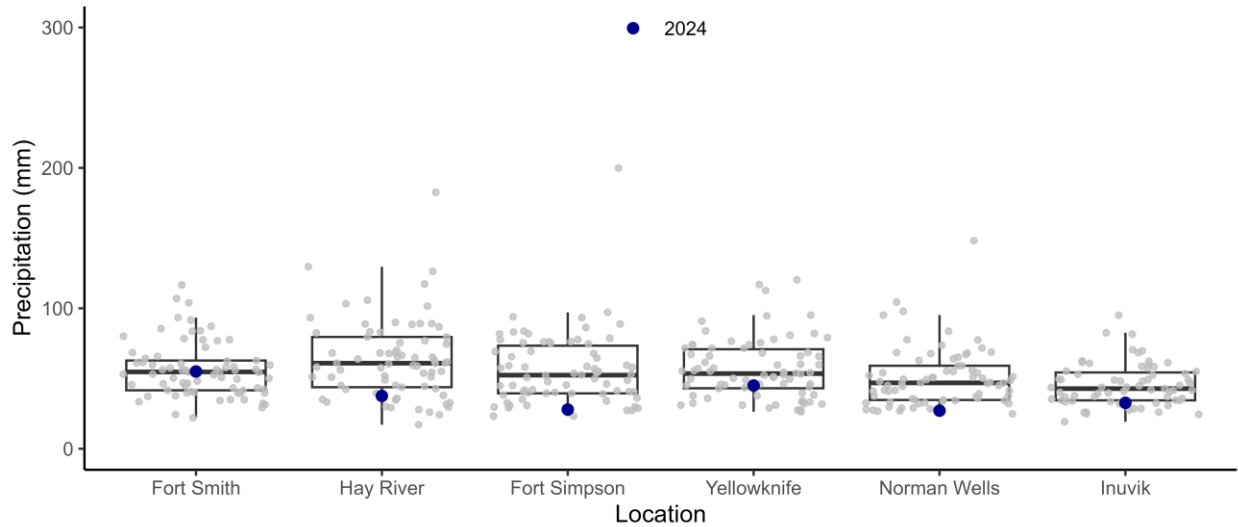 300
2024
200
100
0
Precipitation (mm)
Fort Smith Hay River Fort Simpson Yellowknife Norman Wells Inuvik
Location